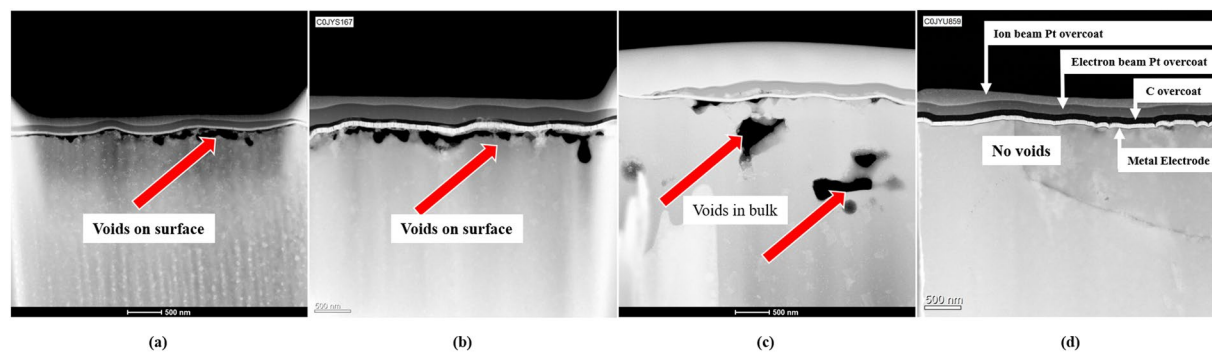 Voids on surface
500 nm
(a)
C0JYS167
Voids on surface
500 nm
(b)
Voids in bulk
500 nm
(c)
C0JYU859
Ion beam Pt overcoat
Electron beam Pt overcoat
C overcoat
No voids
Metal Electrode
500 nm
(d)